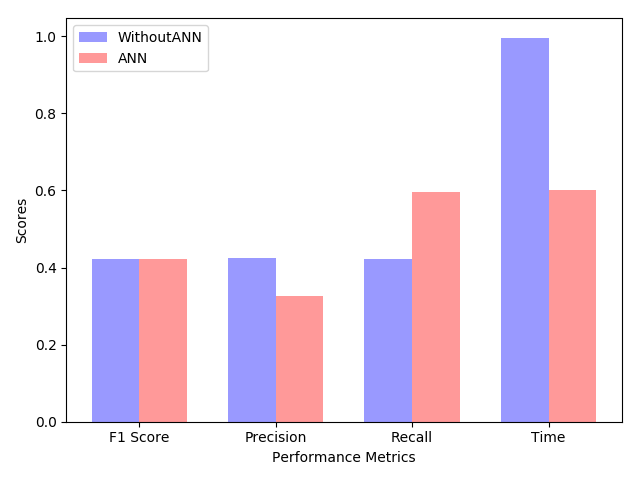 WithoutANN
ANN
1.0
0.8
0.6
0.4
0.2
0.0
Scores
F1 Score Precision Recall Time
Performance Metrics